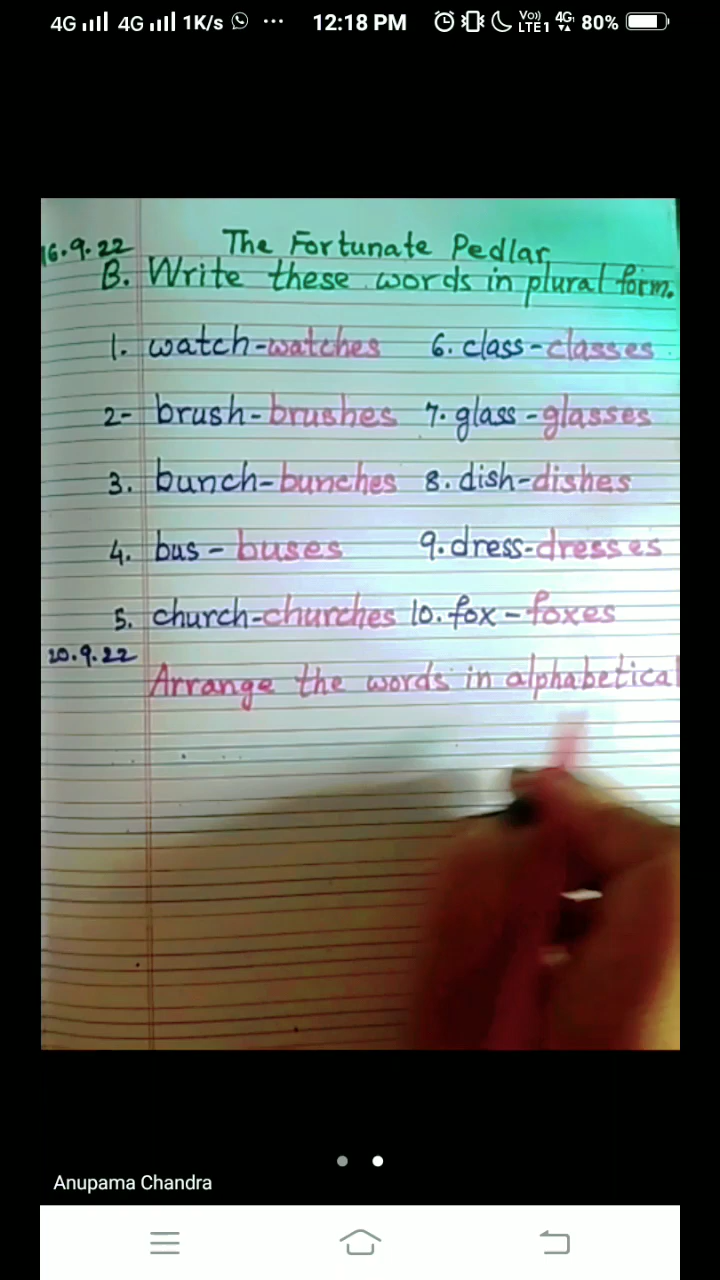 4G 4G 1K/s ... 12:18 PM Vo)) LTE1 4G 80%
16.9.22 The Fortunate Pedlar
B. Write these words in plural form.
1. watch-watches 6. class-classes
2- brush-brushes 7. glass-glasses
3. bunch-bunches 8. dish-dishes
4. bus-buses 9. dress-dresses
5. church-churches 10. fox-foxes
20.9.22
Arrange the words in alphabetical
Anupama Chandra